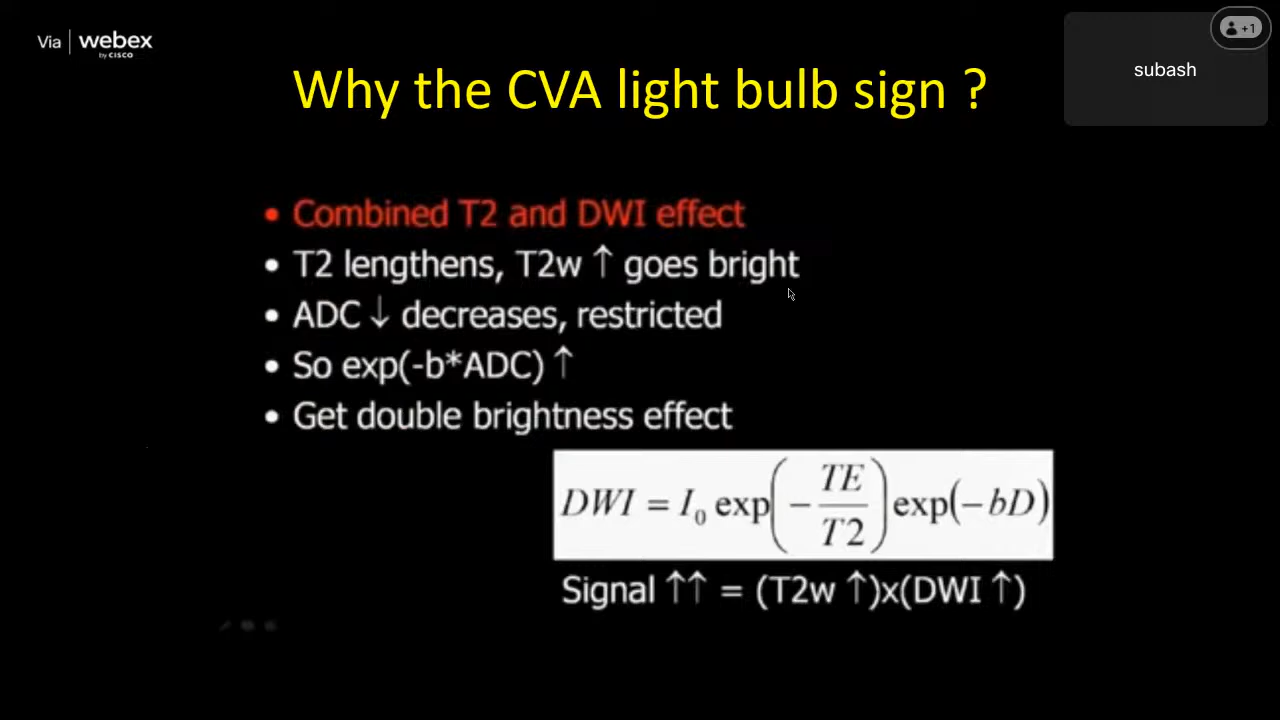 Via | webex
by CISCO
+1
subash
Why the CVA light bulb sign ?
• Combined T2 and DWI effect
• T2 lengthens, T2w ↑ goes bright
• ADC ↓ decreases, restricted
• So exp(-b*ADC) ↑
• Get double brightness effect
DWI = I₀ exp(− TE/T2) exp(− bD)
Signal ↑↑ = (T2w ↑)x(DWI ↑)